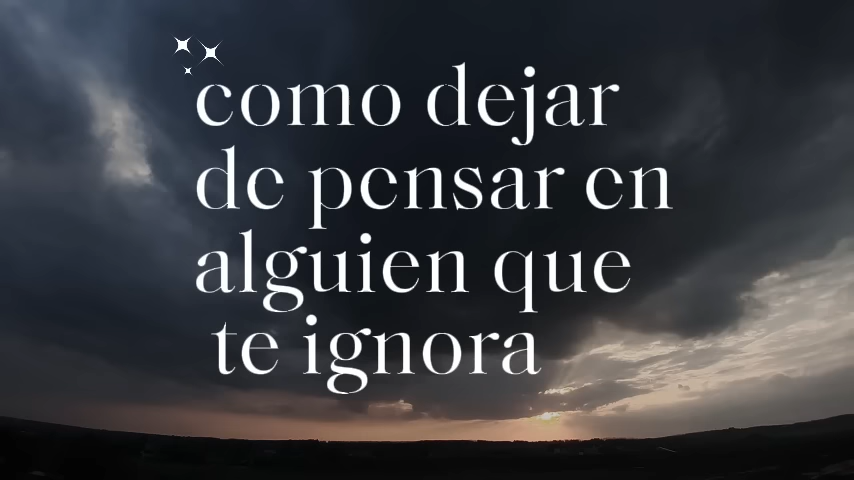 como dejar
de pensar en
alguien que
te ignora